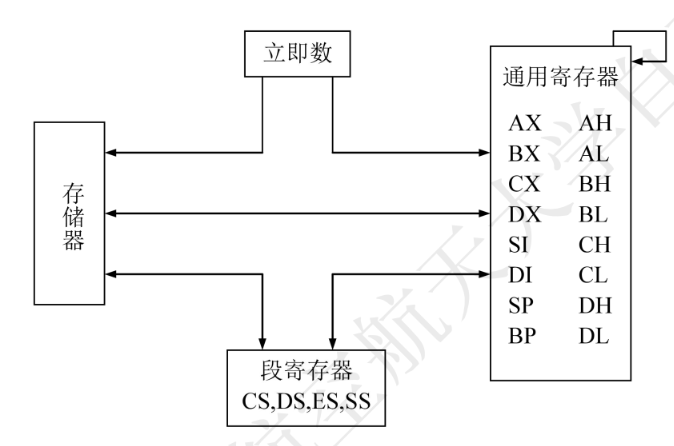 立即数
通用寄存器
AX AH
BX AL
CX BH
DX BL
SI CH
DI CL
SP DH
BP DL
存储器
段寄存器
CS,DS,ES,SS